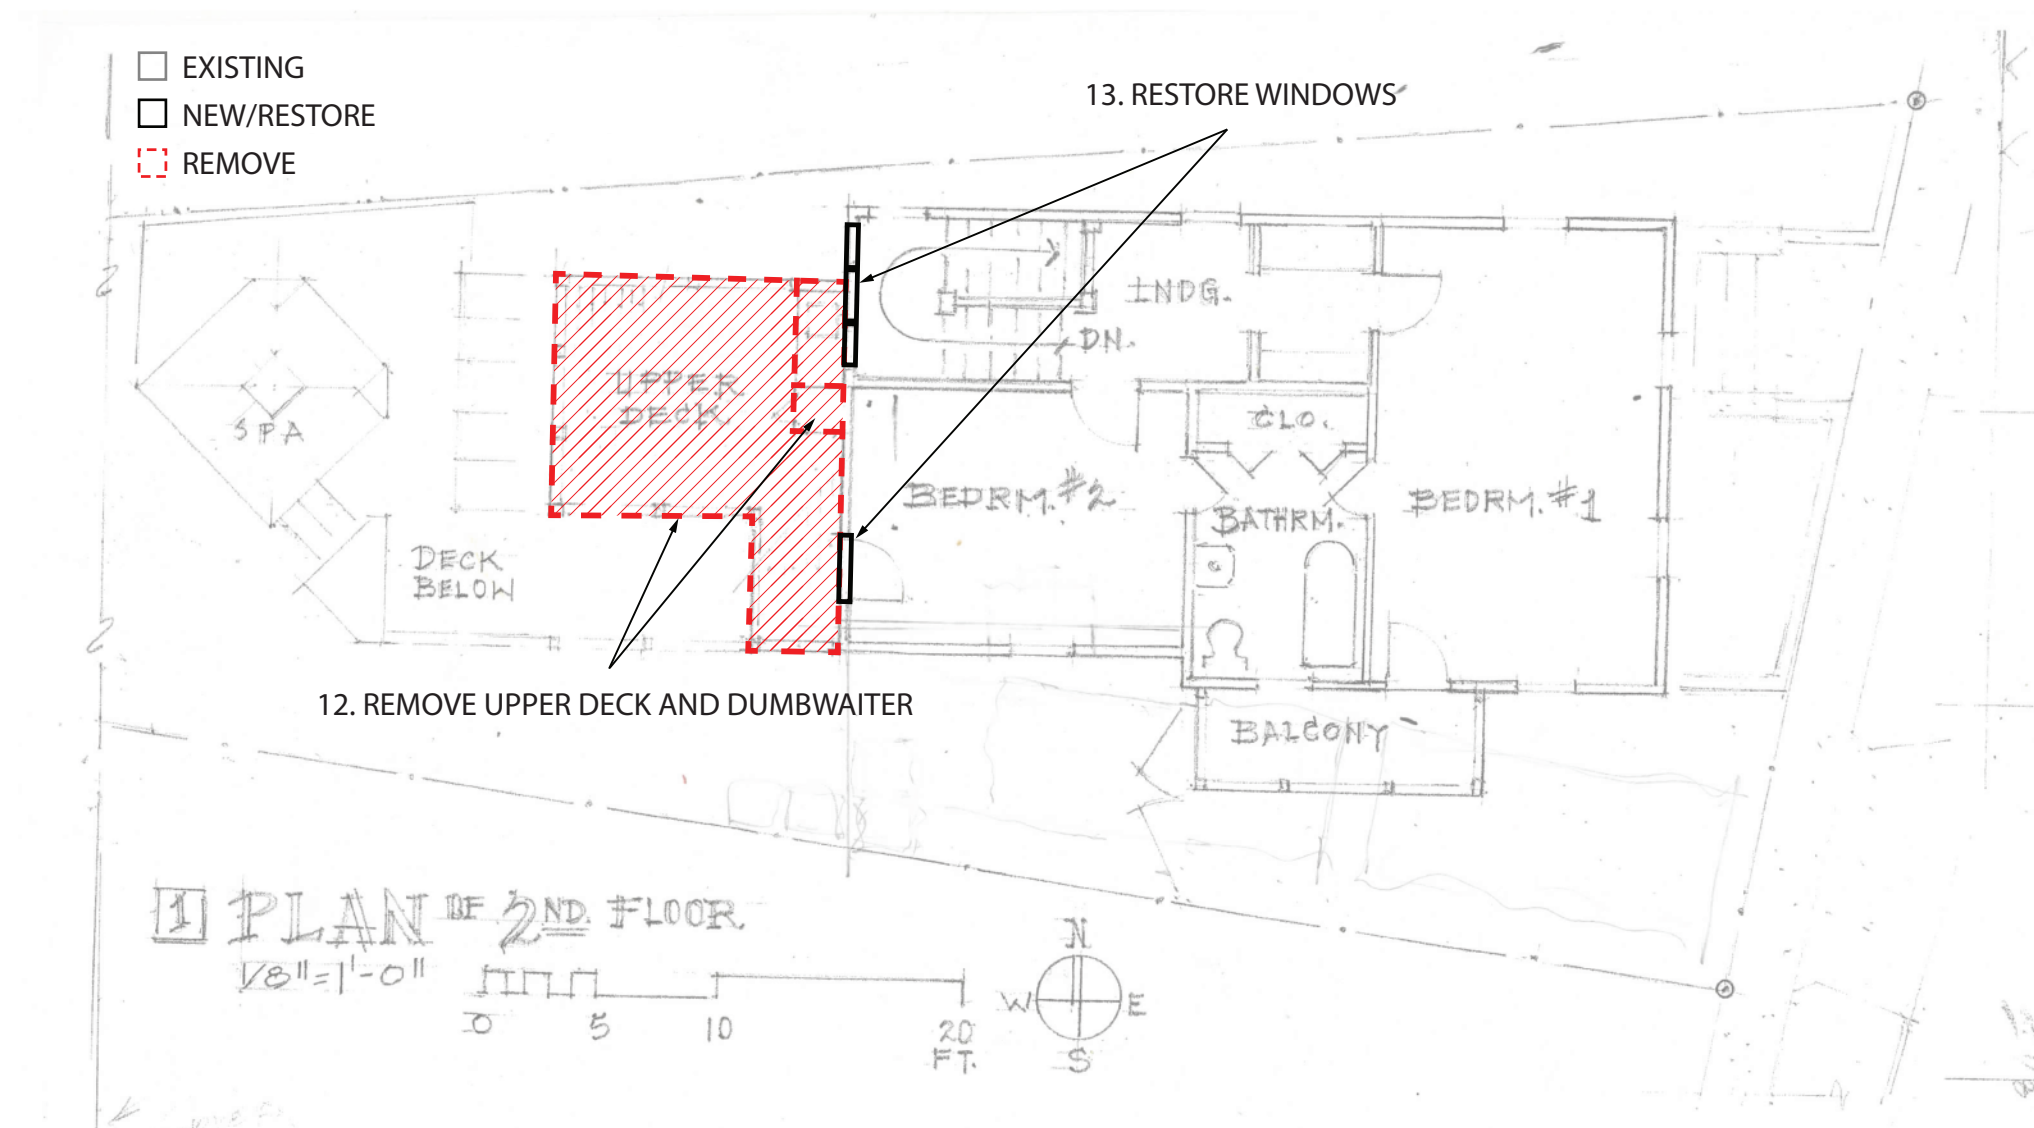 EXISTING
NEW/RESTORE
REMOVE
13. RESTORE WINDOWS
LNDG.
DN.
UPPER
DECK
SPA
CLO.
BEDRM. #2
BATHRM.
BEDRM. #1
DECK
BELOW
12. REMOVE UPPER DECK AND DUMBWAITER
BALCONY
1 PLAN OF 2ND. FLOOR
1/8" = 1'-0"
0 5 10 20
FT.
N
W E
S